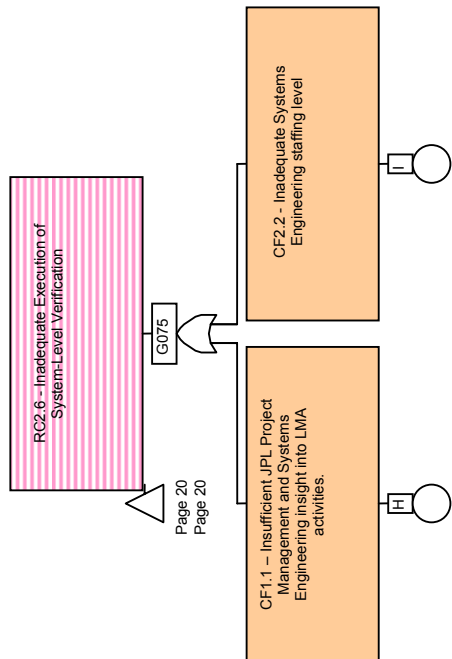 RC2.6 - Inadequate Execution of
System-Level Verification
Page 20
Page 20
G075
CF1.1 – Insufficient JPL Project
Management and Systems
Engineering insight into LMA
activities.
H
CF2.2 - Inadequate Systems
Engineering staffing level
I